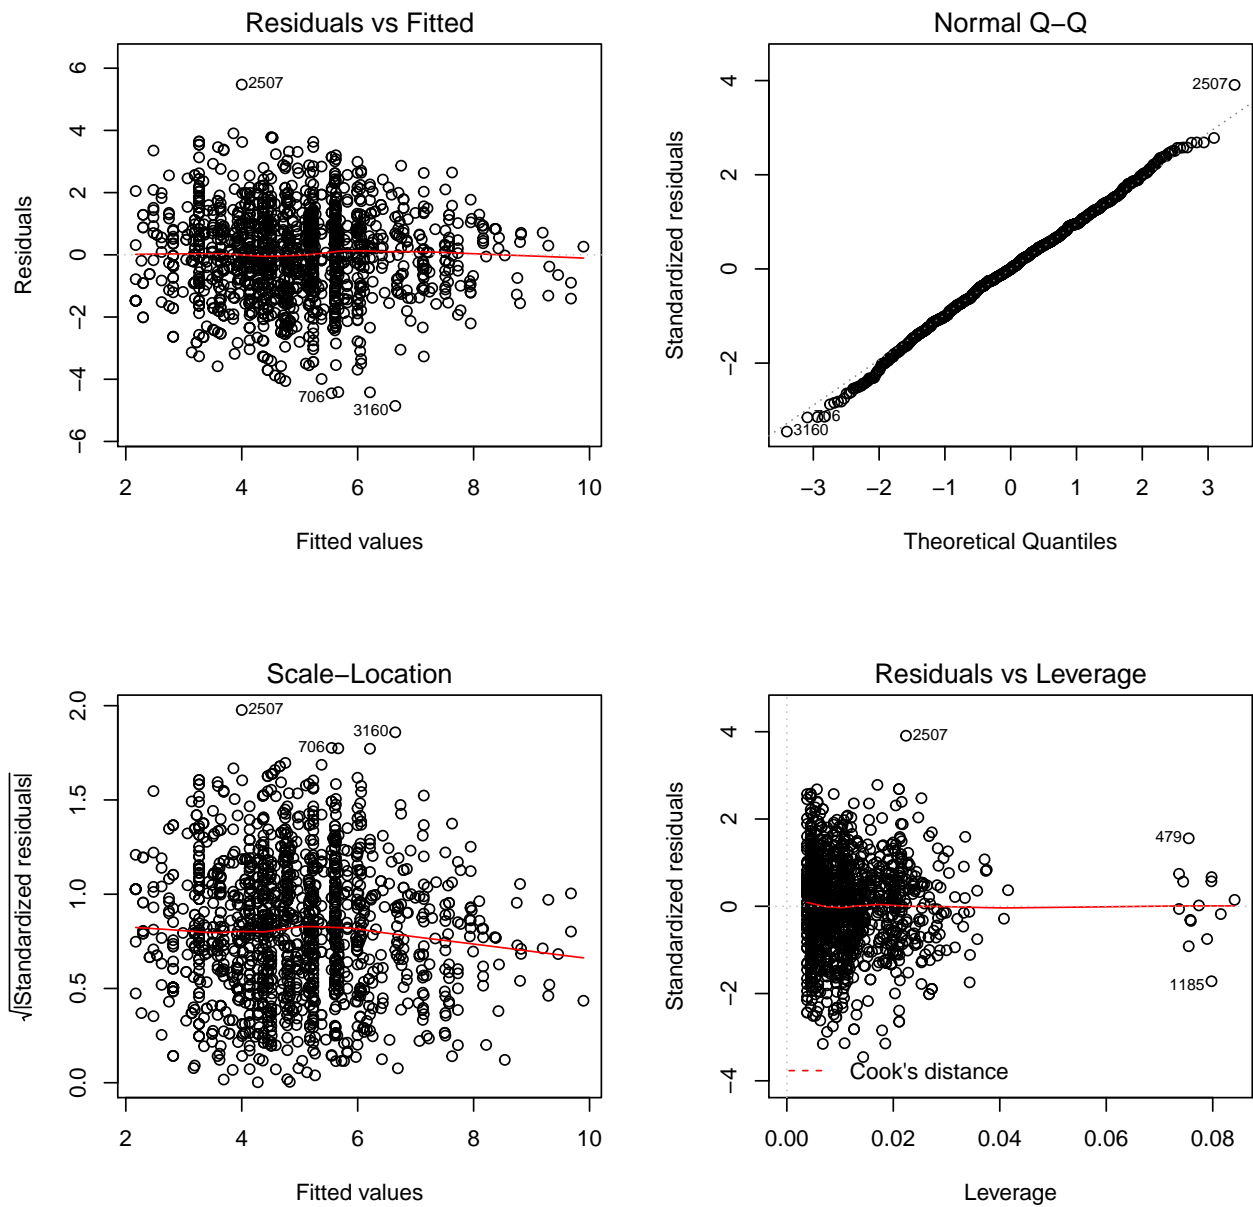 Residuals vs Fitted
Residuals
6
4
2
0
−2
−4
−6
2507
706
3160
2 4 6 8 10
Fitted values
Normal Q−Q
Standardized residuals
4
2
0
−2
2507
706
3160
−3 −2 −1 0 1 2 3
Theoretical Quantiles
Scale−Location
√|Standardized residuals|
2.0
1.5
1.0
0.5
0.0
2507
3160
706
2 4 6 8 10
Fitted values
Residuals vs Leverage
Standardized residuals
4
2
0
−2
−4
2507
479
1185
Cook's distance
0.00 0.02 0.04 0.06 0.08
Leverage